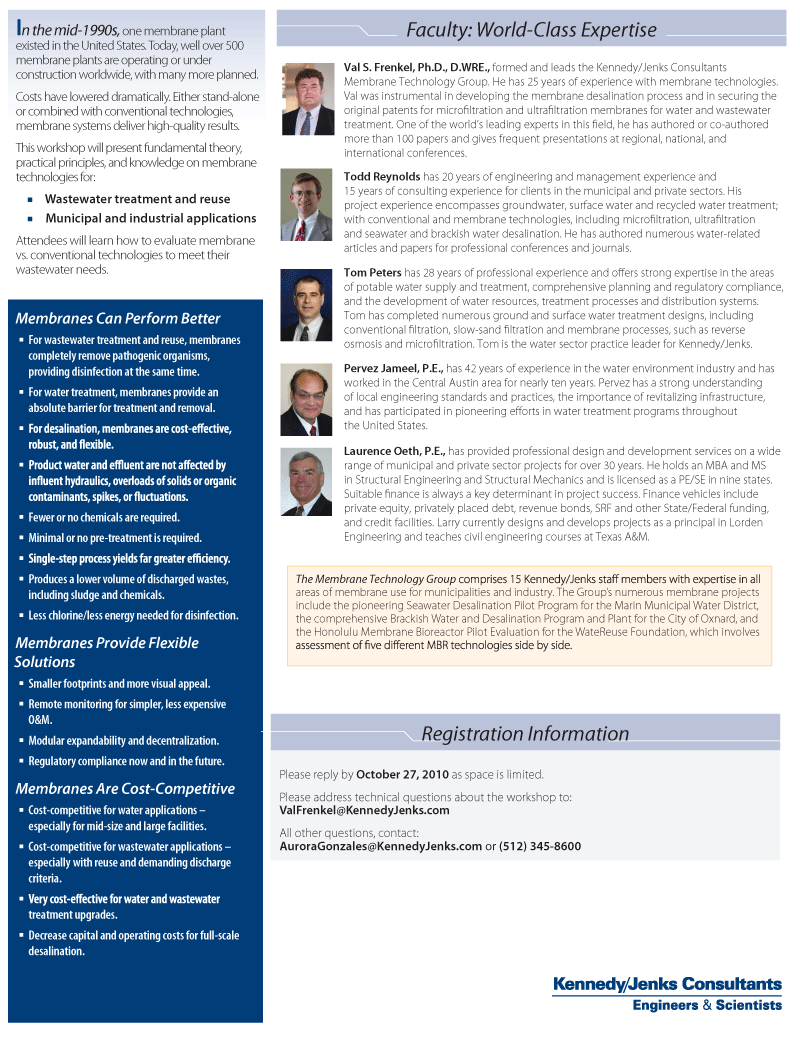 In the mid-1990s, one membrane plant
existed in the United States. Today, well over 500
membrane plants are operating or under
construction worldwide, with many more planned.
Costs have lowered dramatically. Either stand-alone
or combined with conventional technologies,
membrane systems deliver high-quality results.
This workshop will present fundamental theory,
practical principles, and knowledge on membrane
technologies for:
▪ Wastewater treatment and reuse
▪ Municipal and industrial applications
Attendees will learn how to evaluate membrane
vs. conventional technologies to meet their
wastewater needs.
Membranes Can Perform Better
▪ For wastewater treatment and reuse, membranes
completely remove pathogenic organisms,
providing disinfection at the same time.
▪ For water treatment, membranes provide an
absolute barrier for treatment and removal.
▪ For desalination, membranes are cost-effective,
robust, and flexible.
▪ Product water and effluent are not affected by
influent hydraulics, overloads of solids or organic
contaminants, spikes, or fluctuations.
▪ Fewer or no chemicals are required.
▪ Minimal or no pre-treatment is required.
▪ Single-step process yields far greater efficiency.
▪ Produces a lower volume of discharged wastes,
including sludge and chemicals.
▪ Less chlorine/less energy needed for disinfection.
Membranes Provide Flexible
Solutions
▪ Smaller footprints and more visual appeal.
▪ Remote monitoring for simpler, less expensive
O&M.
▪ Modular expandability and decentralization.
▪ Regulatory compliance now and in the future.
Membranes Are Cost-Competitive
▪ Cost-competitive for water applications –
especially for mid-size and large facilities.
▪ Cost-competitive for wastewater applications –
especially with reuse and demanding discharge
criteria.
▪ Very cost-effective for water and wastewater
treatment upgrades.
▪ Decrease capital and operating costs for full-scale
desalination.
Faculty: World-Class Expertise
Val S. Frenkel, Ph.D., D.WRE., formed and leads the Kennedy/Jenks Consultants
Membrane Technology Group. He has 25 years of experience with membrane technologies.
Val was instrumental in developing the membrane desalination process and in securing the
original patents for microfiltration and ultrafiltration membranes for water and wastewater
treatment. One of the world's leading experts in this field, he has authored or co-authored
more than 100 papers and gives frequent presentations at regional, national, and
international conferences.
Todd Reynolds has 20 years of engineering and management experience and
15 years of consulting experience for clients in the municipal and private sectors. His
project experience encompasses groundwater, surface water and recycled water treatment;
with conventional and membrane technologies, including microfiltration, ultrafiltration
and seawater and brackish water desalination. He has authored numerous water-related
articles and papers for professional conferences and journals.
Tom Peters has 28 years of professional experience and offers strong expertise in the areas
of potable water supply and treatment, comprehensive planning and regulatory compliance,
and the development of water resources, treatment processes and distribution systems.
Tom has completed numerous ground and surface water treatment designs, including
conventional filtration, slow-sand filtration and membrane processes, such as reverse
osmosis and microfiltration. Tom is the water sector practice leader for Kennedy/Jenks.
Pervez Jameel, P.E., has 42 years of experience in the water environment industry and has
worked in the Central Austin area for nearly ten years. Pervez has a strong understanding
of local engineering standards and practices, the importance of revitalizing infrastructure,
and has participated in pioneering efforts in water treatment programs throughout
the United States.
Laurence Oeth, P.E., has provided professional design and development services on a wide
range of municipal and private sector projects for over 30 years. He holds an MBA and MS
in Structural Engineering and Structural Mechanics and is licensed as a PE/SE in nine states.
Suitable finance is always a key determinant in project success. Finance vehicles include
private equity, privately placed debt, revenue bonds, SRF and other State/Federal funding,
and credit facilities. Larry currently designs and develops projects as a principal in Lorden
Engineering and teaches civil engineering courses at Texas A&M.
The Membrane Technology Group comprises 15 Kennedy/Jenks staff members with expertise in all
areas of membrane use for municipalities and industry. The Group's numerous membrane projects
include the pioneering Seawater Desalination Pilot Program for the Marin Municipal Water District,
the comprehensive Brackish Water and Desalination Program and Plant for the City of Oxnard, and
the Honolulu Membrane Bioreactor Pilot Evaluation for the WateReuse Foundation, which involves
assessment of five different MBR technologies side by side.
Registration Information
Please reply by October 27, 2010 as space is limited.
Please address technical questions about the workshop to:
ValFrenkel@KennedyJenks.com
All other questions, contact:
AuroraGonzales@KennedyJenks.com or (512) 345-8600
Kennedy/Jenks Consultants
Engineers & Scientists